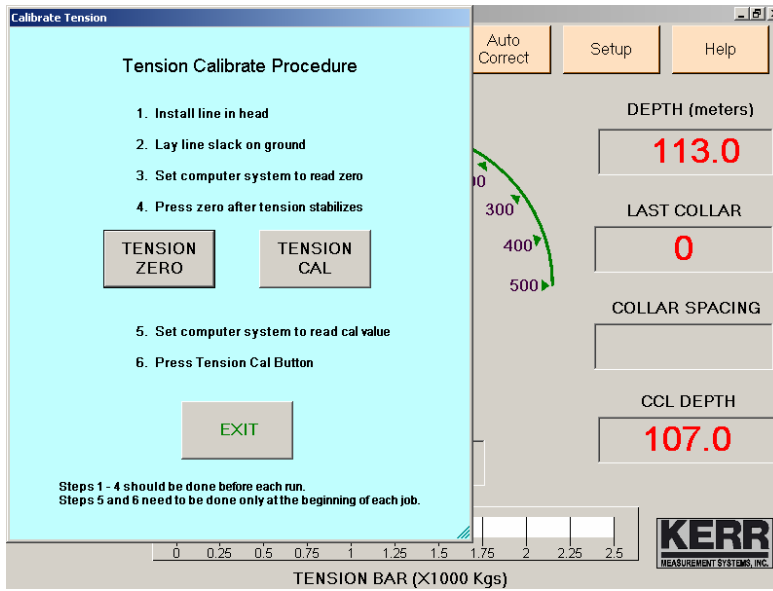 Calibrate Tension
Tension Calibrate Procedure
1. Install line in head
2. Lay line slack on ground
3. Set computer system to read zero
4. Press zero after tension stabilizes
TENSION
ZERO
TENSION
CAL
5. Set computer system to read cal value
6. Press Tension Cal Button
EXIT
Steps 1 - 4 should be done before each run.
Steps 5 and 6 need to be done only at the beginning of each job.
Auto
Correct
Setup
Help
300
400
500
DEPTH (meters)
113.0
LAST COLLAR
0
COLLAR SPACING
CCL DEPTH
107.0
0 0.25 0.5 0.75 1 1.25 1.5 1.75 2 2.25 2.5
TENSION BAR (X1000 Kgs)
KERR
MEASUREMENT SYSTEMS, INC.